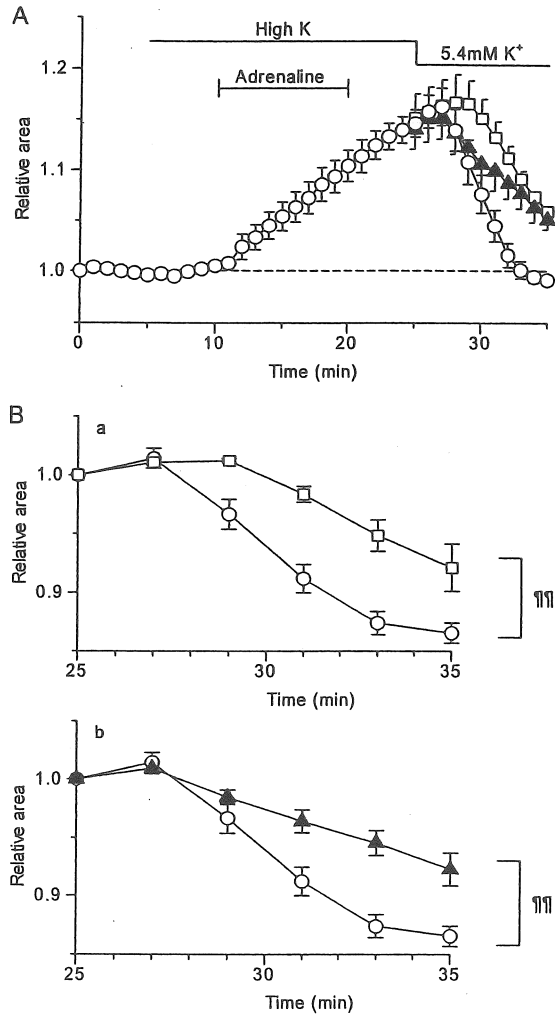 A
High K
5.4mM K⁺
Adrenaline
1.2
1.1
1.0
Relative area
0
10
20
30
Time (min)
B
a
1.0
0.9
Relative area
¶¶
25
30
35
Time (min)
b
1.0
0.9
Relative area
¶¶
25
30
35
Time (min)